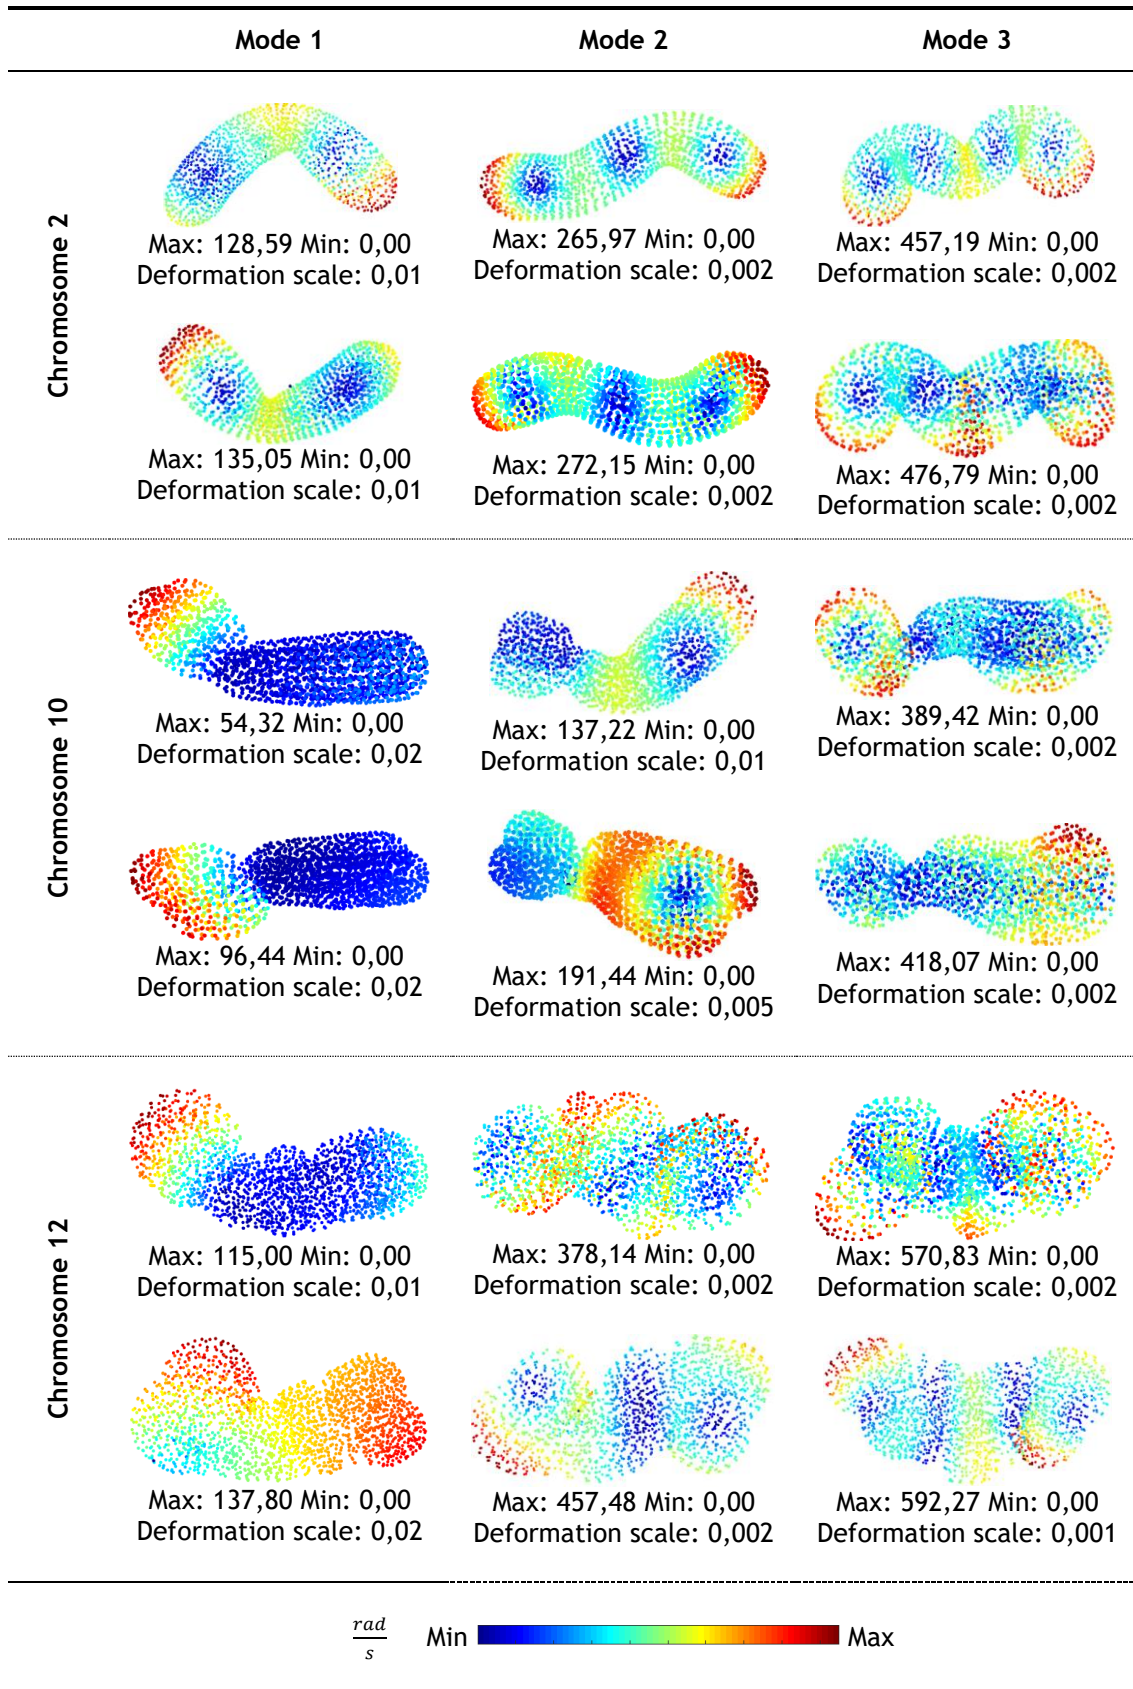 Mode 1 Mode 2 Mode 3
Chromosome 2
Max: 128,59 Min: 0,00
Deformation scale: 0,01
Max: 265,97 Min: 0,00
Deformation scale: 0,002
Max: 457,19 Min: 0,00
Deformation scale: 0,002
Max: 135,05 Min: 0,00
Deformation scale: 0,01
Max: 272,15 Min: 0,00
Deformation scale: 0,002
Max: 476,79 Min: 0,00
Deformation scale: 0,002
Chromosome 10
Max: 54,32 Min: 0,00
Deformation scale: 0,02
Max: 137,22 Min: 0,00
Deformation scale: 0,01
Max: 389,42 Min: 0,00
Deformation scale: 0,002
Max: 96,44 Min: 0,00
Deformation scale: 0,02
Max: 191,44 Min: 0,00
Deformation scale: 0,005
Max: 418,07 Min: 0,00
Deformation scale: 0,002
Chromosome 12
Max: 115,00 Min: 0,00
Deformation scale: 0,01
Max: 378,14 Min: 0,00
Deformation scale: 0,002
Max: 570,83 Min: 0,00
Deformation scale: 0,002
Max: 137,80 Min: 0,00
Deformation scale: 0,02
Max: 457,48 Min: 0,00
Deformation scale: 0,002
Max: 592,27 Min: 0,00
Deformation scale: 0,001
rad
s
Min Max